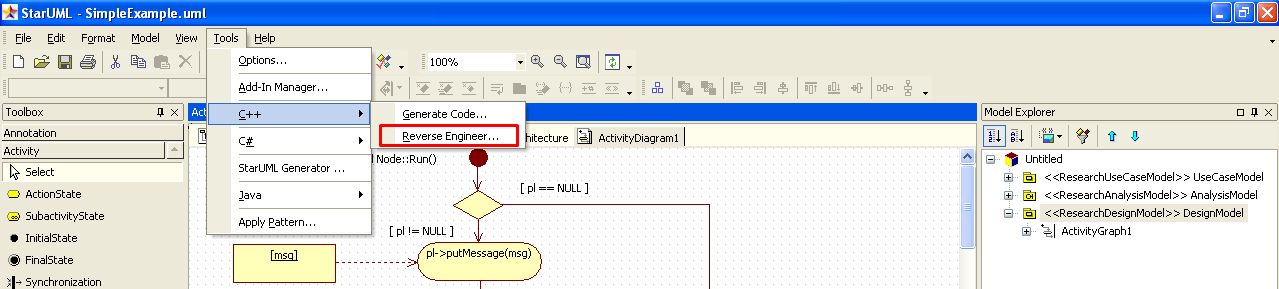 StarUML - SimpleExample.uml
File Edit Format Model View Tools Help
100%
Options...
Add-In Manager...
C++
C#
StarUML Generator ...
Java
Apply Pattern...
Generate Code...
Reverse Engineer...
Toolbox
Annotation
Activity
Select
ActionState
SubactivityState
InitialState
FinalState
Synchronization
chitecture
ActivityDiagram1
Node::Run()
[ pl == NULL ]
[ pl != NULL ]
[msg]
pl->putMessage(msg)
Model Explorer
Untitled
<<ResearchUseCaseModel>> UseCaseModel
<<ResearchAnalysisModel>> AnalysisModel
<<ResearchDesignModel>> DesignModel
ActivityGraph1